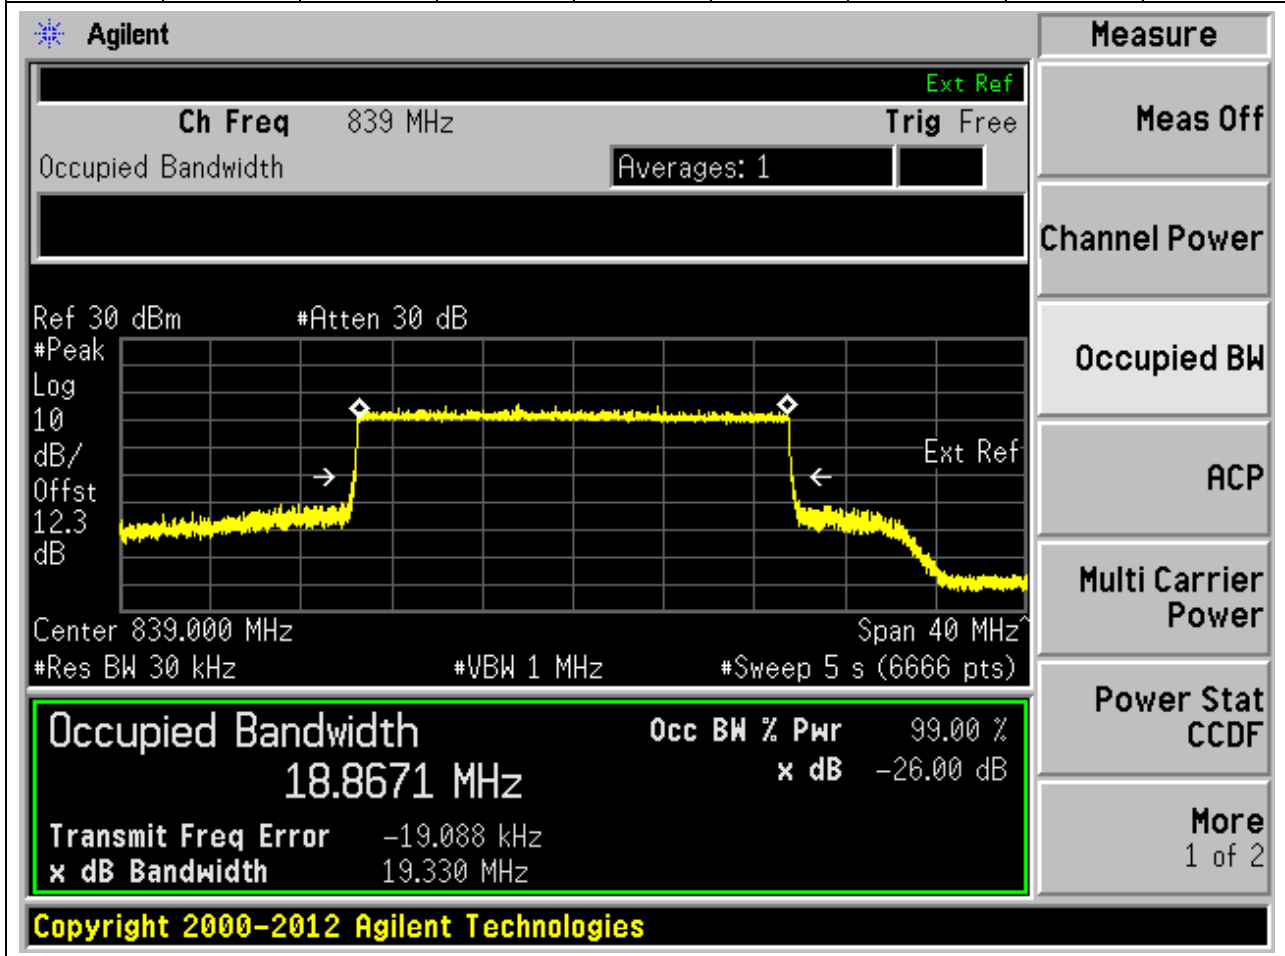 Agilent
Measure
Ext Ref
Ch Freq 839 MHz Trig Free
Meas Off
Occupied Bandwidth Averages: 1
Channel Power
Ref 30 dBm #Atten 30 dB
#Peak
Log
10
dB/
Offst
12.3
dB
Ext Ref
Occupied BW
ACP
Center 839.000 MHz Span 40 MHz^
#Res BW 30 kHz #VBW 1 MHz #Sweep 5 s (6666 pts)
Multi Carrier
Power
Occupied Bandwidth
18.8671 MHz
Occ BW % Pwr 99.00 %
x dB -26.00 dB
Transmit Freq Error -19.088 kHz
x dB Bandwidth 19.330 MHz
Power Stat
CCDF
More
1 of 2
Copyright 2000-2012 Agilent Technologies